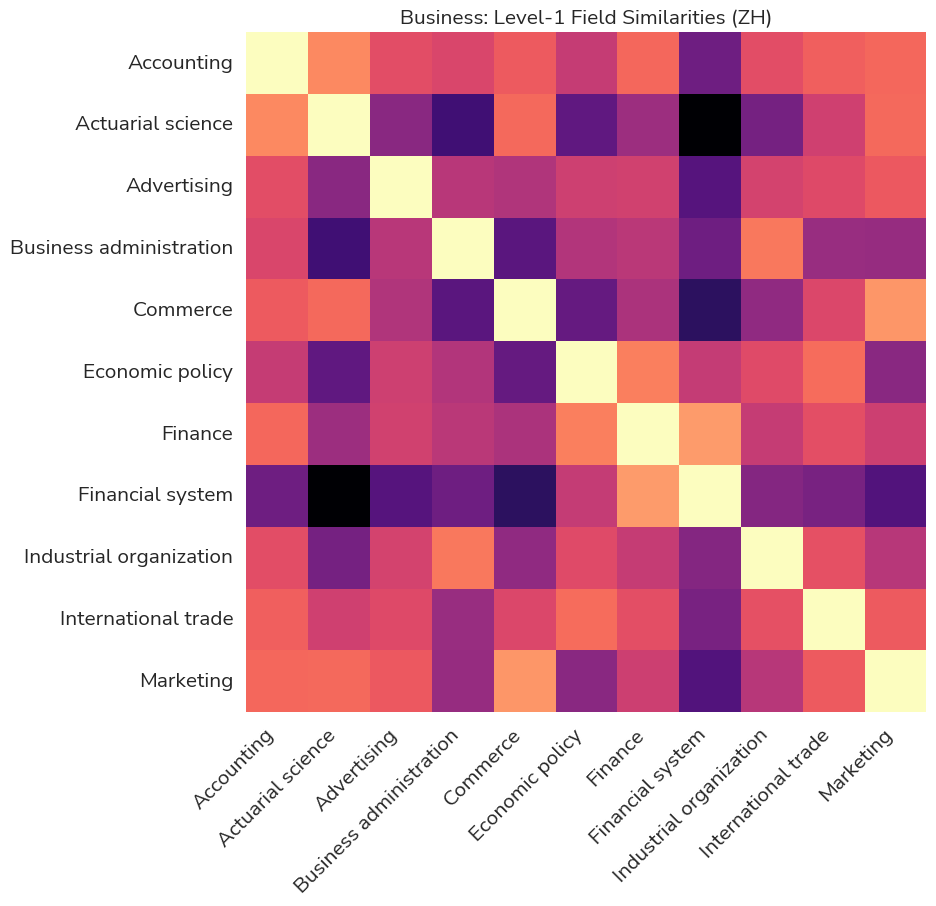 Business: Level-1 Field Similarities (ZH)
Accounting
Actuarial science
Advertising
Business administration
Commerce
Economic policy
Finance
Financial system
Industrial organization
International trade
Marketing
Accounting
Actuarial science
Advertising
Business administration
Commerce
Economic policy
Finance
Financial system
Industrial organization
International trade
Marketing